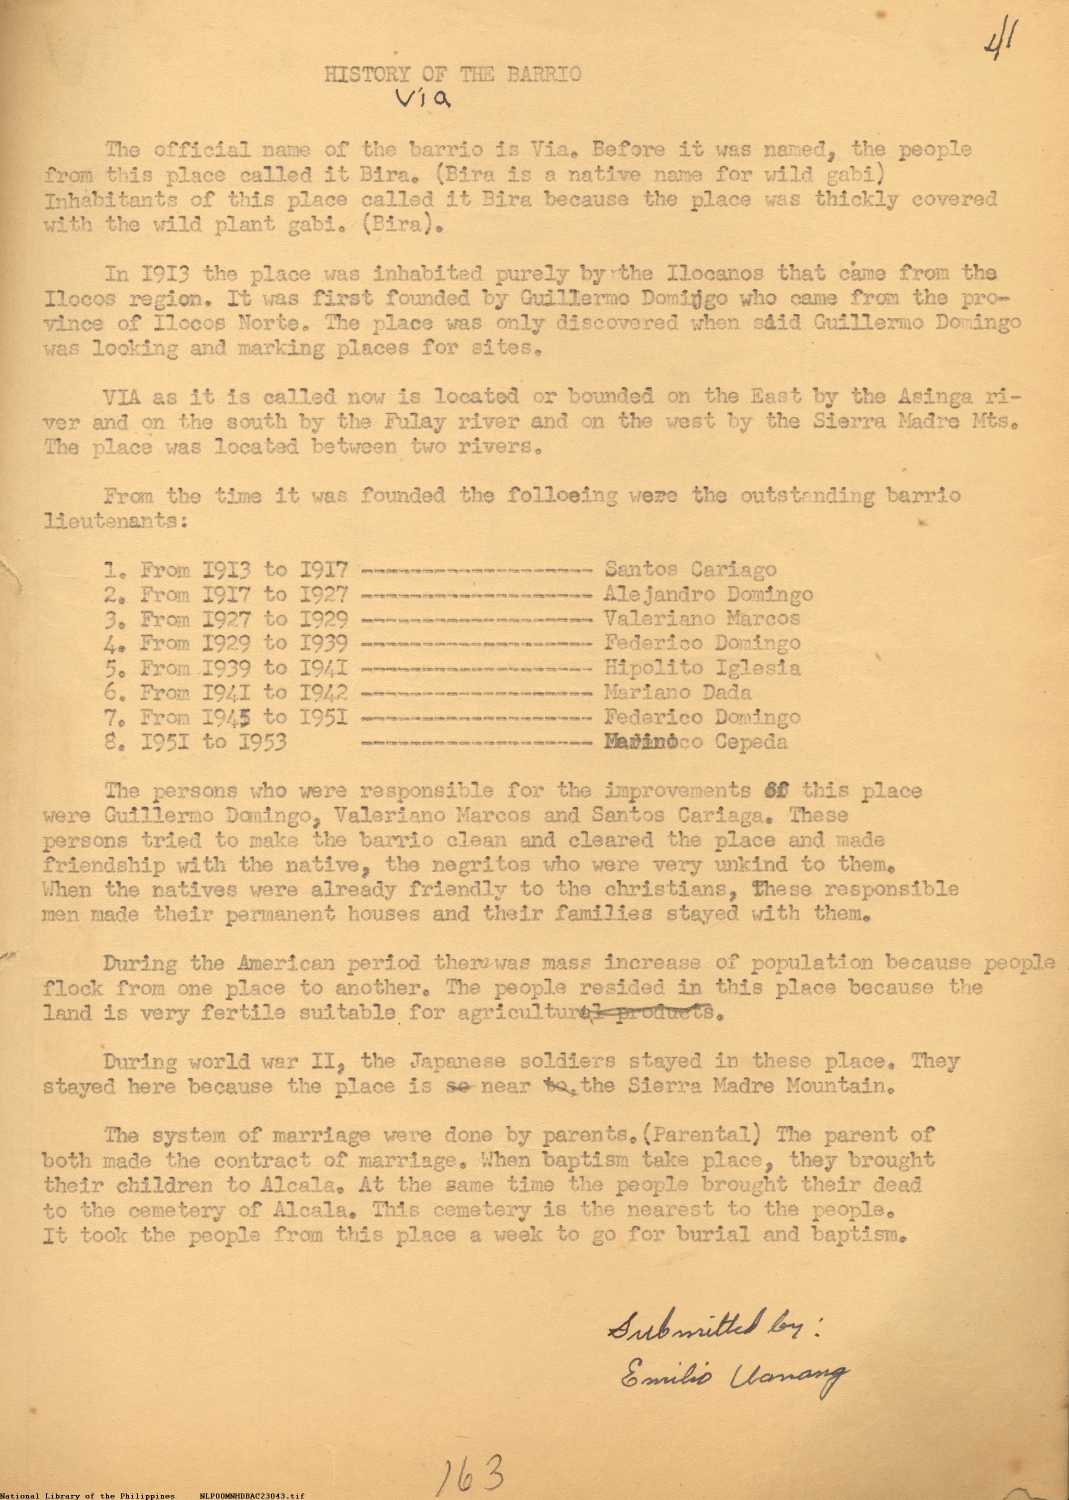 41
HISTORY OF THE BARRIO
Via
The official name of the barrio is Via. Before it was named, the people
from this place called it Bira. (Bira is a native name for wild gabi)
Inhabitants of this place called it Bira because the place was thickly covered
with the wild plant gabi. (Bira).
In I9I3 the place was inhabited purely by the Ilocanos that came from the
Ilocos region. It was first founded by Guillermo Domingo who came from the pro-
vince of Ilocos Norte. The place was only discovered when said Guillermo Domingo
was looking and marking places for sites.
VIA as it is called now is located or bounded on the East by the Asinga ri-
ver and on the south by the Fulay river and on the west by the Sierra Madre Mts.
The place was located between two rivers.
From the time it was founded the folloeing were the outstanding barrio
lieutenants:
1. From I9I3 to I9I7 -------------------- Santos Cariago
2. From I9I7 to I927 -------------------- Alejandro Domingo
3. From I927 to I929 -------------------- Valeriano Marcos
4. From I929 to I939 -------------------- Federico Domingo
5. From I939 to I94I -------------------- Hipolito Iglesia
6. From I94I to I942 -------------------- Mariano Dada
7. From I945 to I95I -------------------- Federico Domingo
8. I95I to I953 -------------------- Cepeda
The persons who were responsible for the improvements of this place
were Guillermo Domingo, Valeriano Marcos and Santos Cariaga. These
persons tried to make the barrio clean and cleared the place and made
friendship with the native, the negritos who were very unkind to them.
When the natives were already friendly to the christians, these responsible
men made their permanent houses and their families stayed with them.
During the American period there was mass increase of population because people
flock from one place to another. The people resided in this place because the
land is very fertile suitable for agricultural products.
During world war II, the Japanese soldiers stayed in these place. They
stayed here because the place is so near to, the Sierra Madre Mountain.
The system of marriage were done by parents.(Parental) The parent of
both made the contract of marriage. When baptism take place, they brought
their children to Alcala. At the same time the people brought their dead
to the cemetery of Alcala. This cemetery is the nearest to the people.
It took the people from this place a week to go for burial and baptism.
Submitted by:
Emilio
163
National Library of the Philippines NLPOOMNHDBAC23043.tif